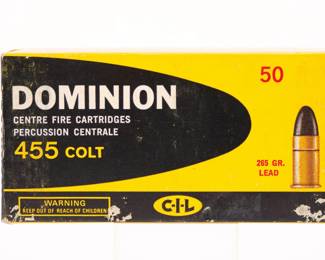 50
DOMINION
CENTRE FIRE CARTRIDGES
PERCUSSION CENTRALE
455 COLT
265 GR.
LEAD
WARNING
KEEP OUT OF REACH OF CHILDREN
C-I-L